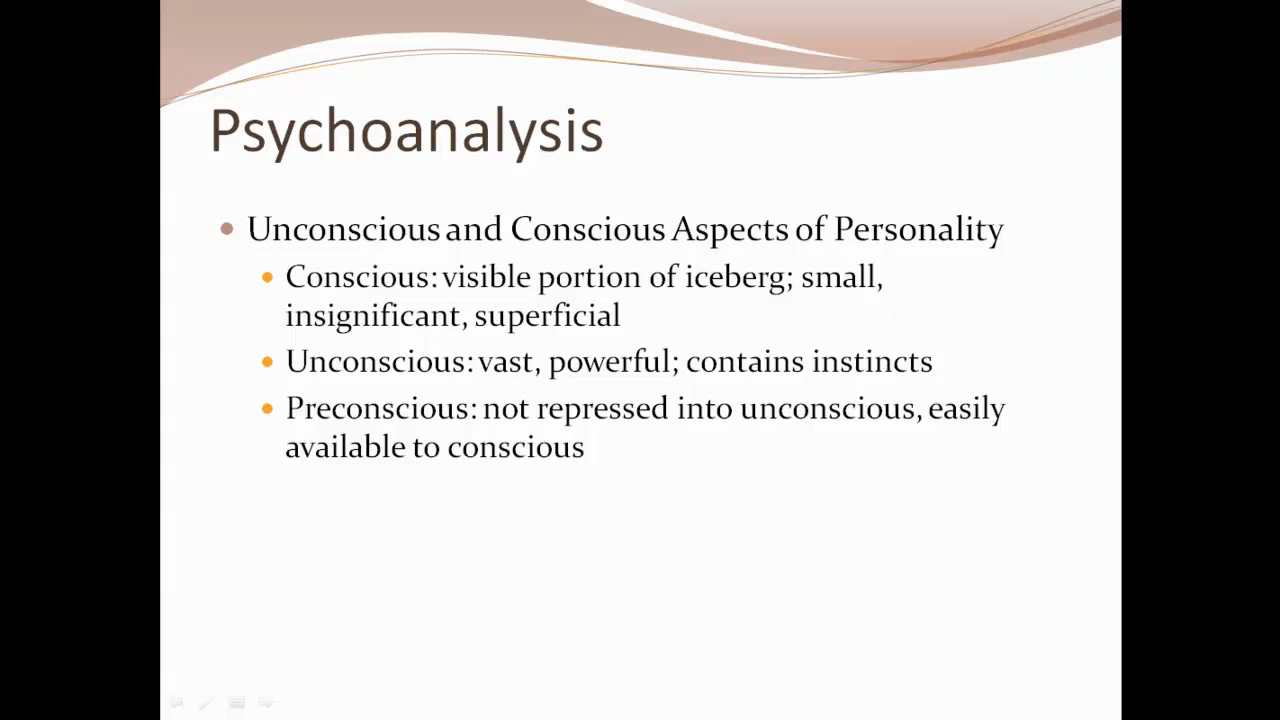 Psychoanalysis
• Unconscious and Conscious Aspects of Personality
• Conscious: visible portion of iceberg; small,
insignificant, superficial
• Unconscious: vast, powerful; contains instincts
• Preconscious: not repressed into unconscious, easily
available to conscious